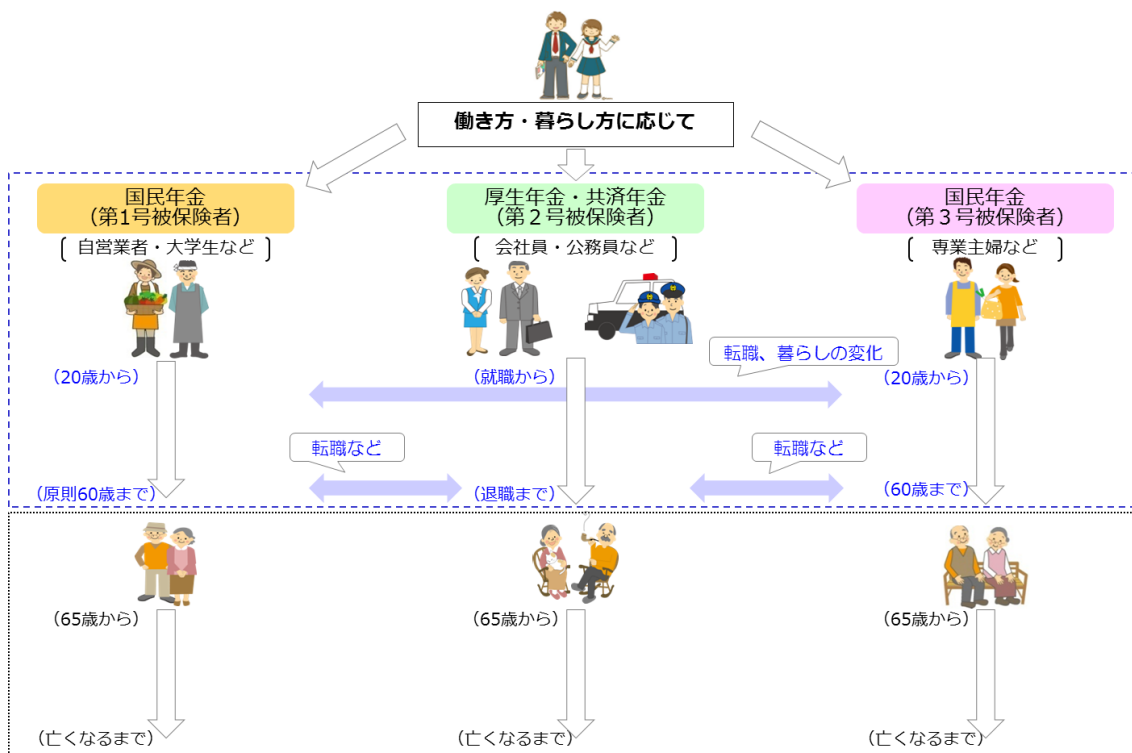 働き方・暮らし方に応じて
国民年金
（第1号被保険者）
自営業者・大学生など
厚生年金・共済年金
（第２号被保険者）
会社員・公務員など
国民年金
（第３号被保険者）
専業主婦など
転職、暮らしの変化
（20歳から）
（就職から）
（20歳から）
転職など
転職など
（原則60歳まで）
（退職まで）
（60歳まで）
（65歳から）
（65歳から）
（65歳から）
（亡くなるまで）
（亡くなるまで）
（亡くなるまで）